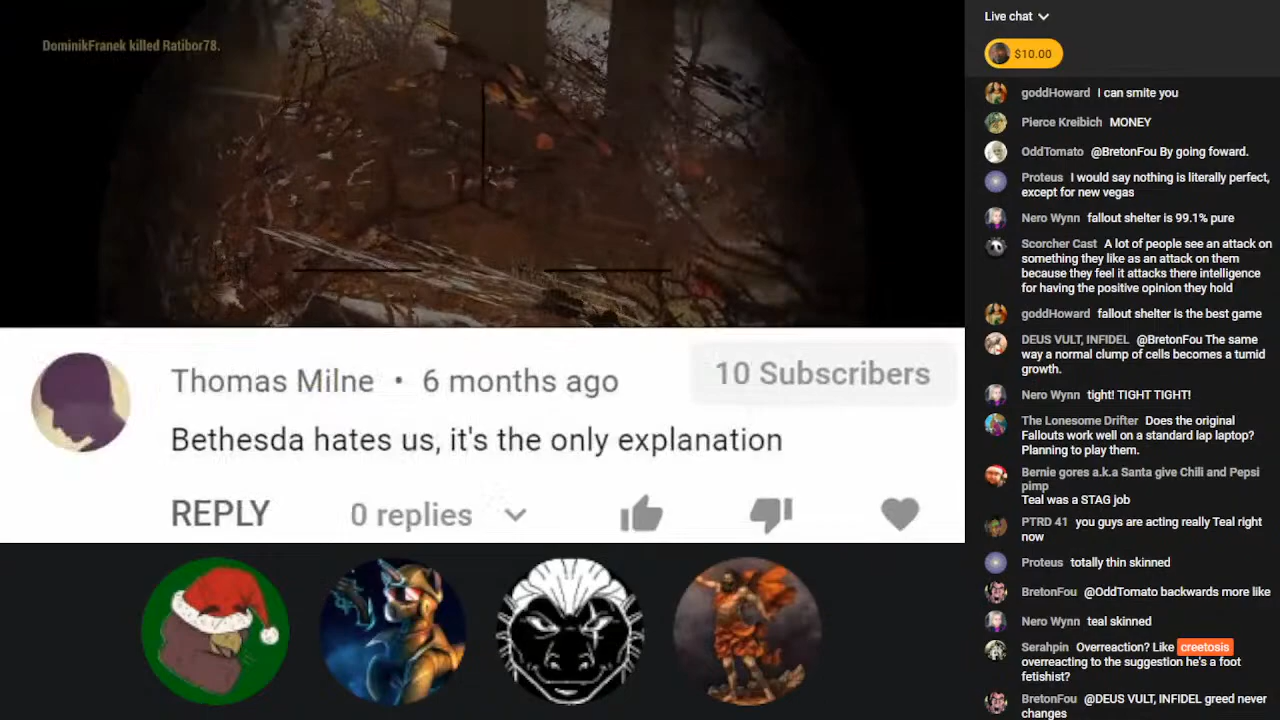 DominikFranek killed Ratibor78.
Thomas Milne • 6 months ago
10 Subscribers
Bethesda hates us, it's the only explanation
REPLY
0 replies
Live chat
$10.00
goddHoward I can smite you
Pierce Kreibich MONEY
OddTomato @BretonFou By going foward.
Proteus I would say nothing is literally perfect,
except for new vegas
Nero Wynn fallout shelter is 99.1% pure
Scorcher Cast A lot of people see an attack on
something they like as an attack on them
because they feel it attacks there intelligence
for having the positive opinion they hold
goddHoward fallout shelter is the best game
DEUS VULT, INFIDEL @BretonFou The same
way a normal clump of cells becomes a tumid
growth.
Nero Wynn tight! TIGHT TIGHT!
The Lonesome Drifter Does the original
Fallouts work well on a standard lap laptop?
Planning to play them.
Bernie gores a.k.a Santa give Chili and Pepsi
pimp
Teal was a STAG job
PTRD 41 you guys are acting really Teal right
now
Proteus totally thin skinned
BretonFou @OddTomato backwards more like
Nero Wynn teal skinned
Serahpin Overreaction? Like creetosis
overreacting to the suggestion he's a foot
fetishist?
BretonFou @DEUS VULT, INFIDEL greed never
changes